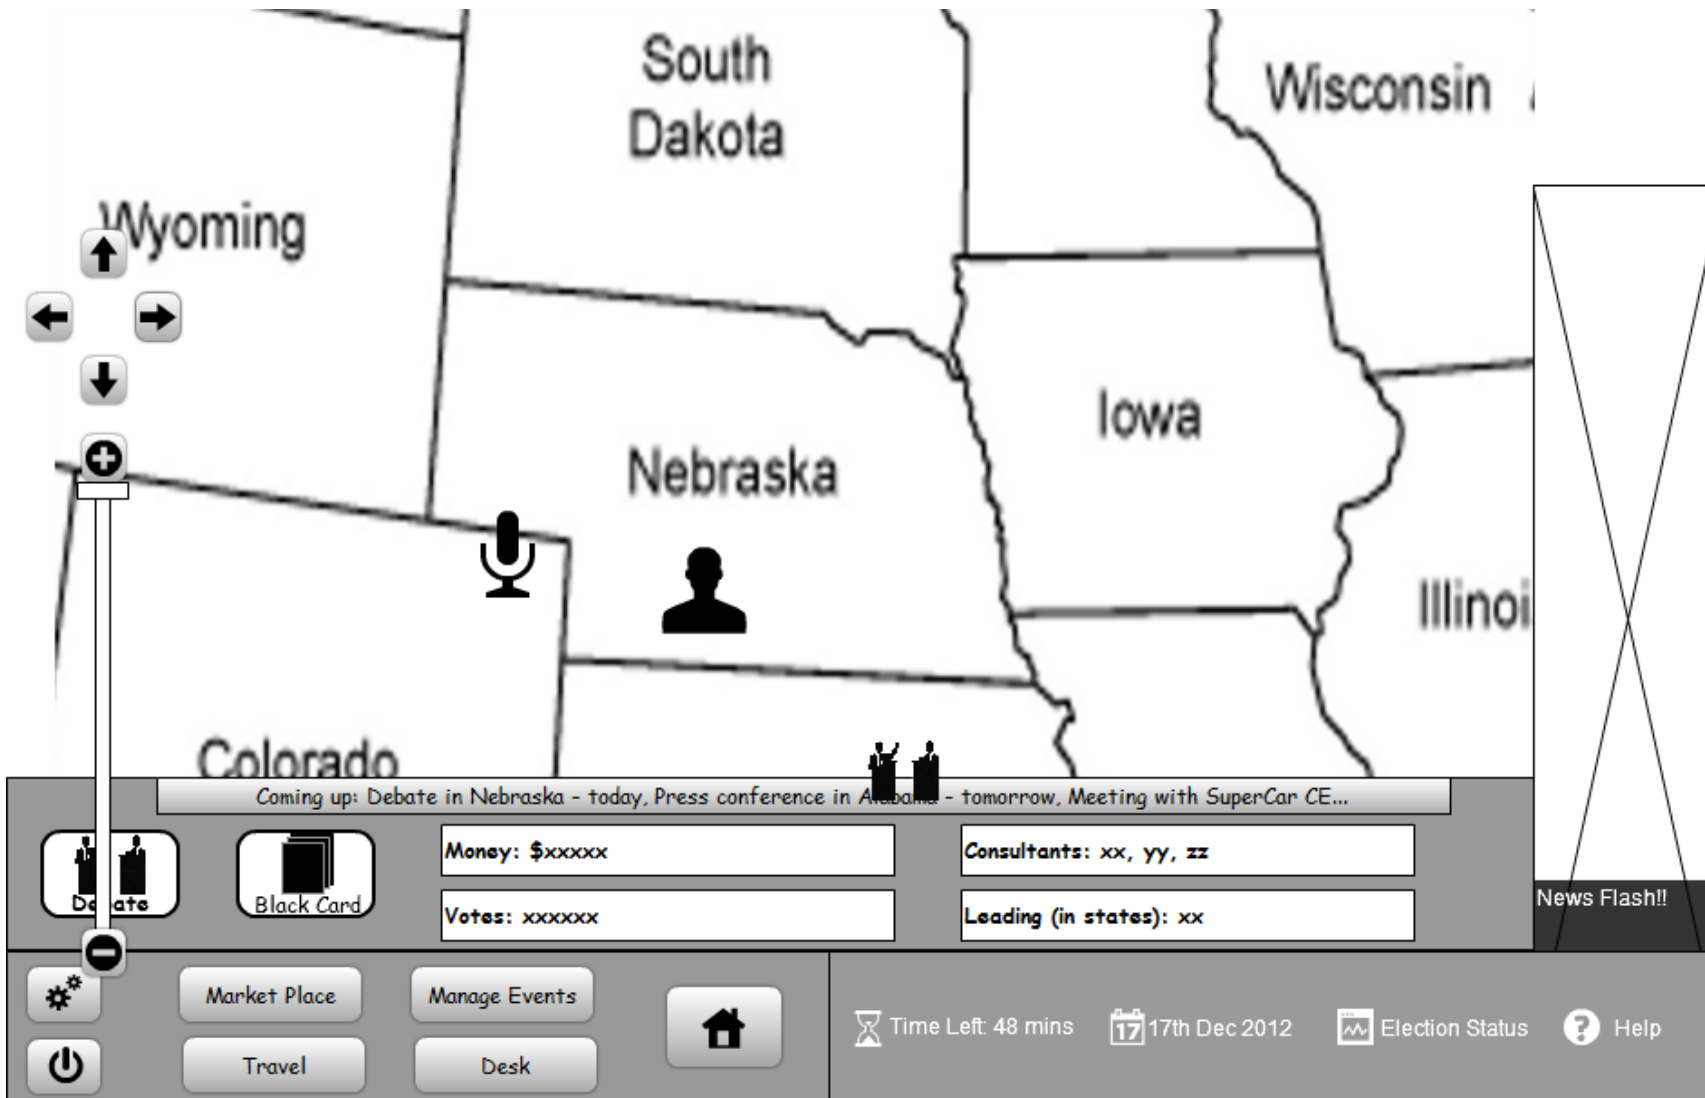 South
Dakota
Wisconsin
Wyoming
Iowa
Nebraska
Illinoi
Colorado
Coming up: Debate in Nebraska - today, Press conference in Alabama - tomorrow, Meeting with SuperCar CE...
Debate
Black Card
Money: $xxxxx
Consultants: xx, yy, zz
Votes: xxxxxx
Leading (in states): xx
News Flash!!
Market Place
Manage Events
Travel
Desk
Time Left: 48 mins
17
17th Dec 2012
Election Status
Help